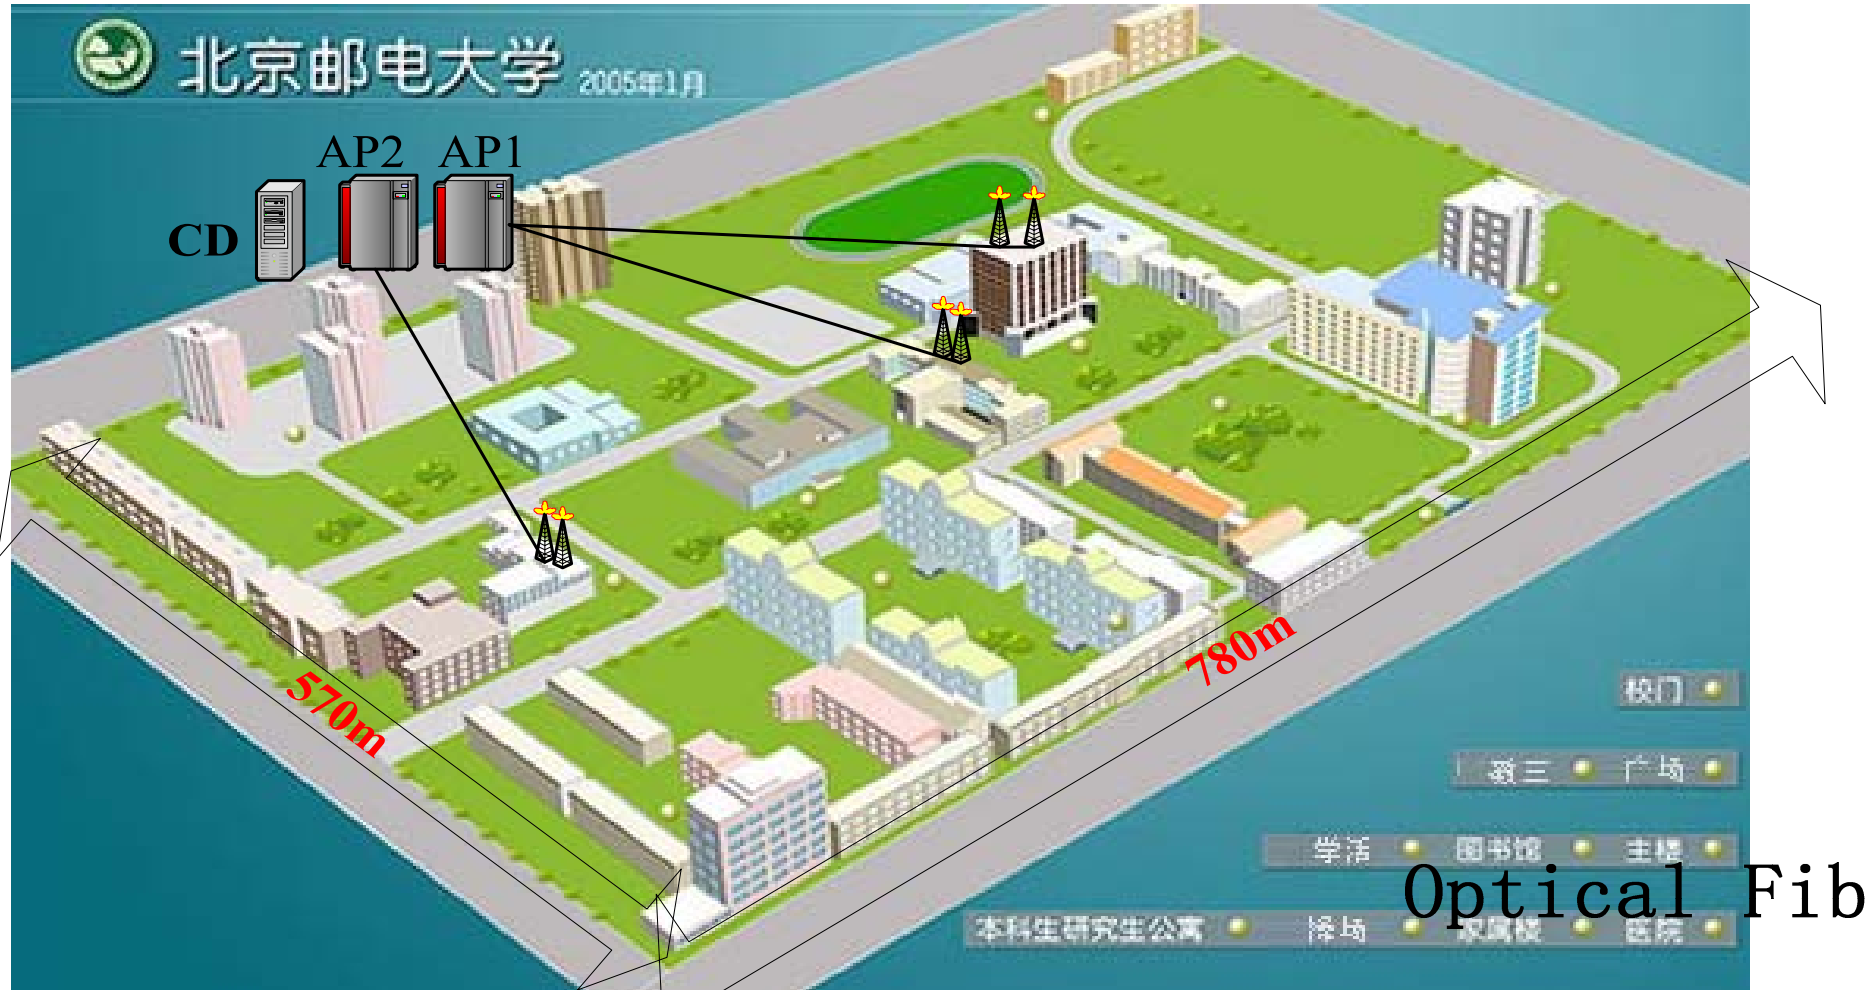 北京邮电大学 2005年1月
AP2 AP1
CD
570m
780m
校门
教三 广场
学活 图书馆 主楼
Optical Fib
本科生研究生公寓 家属楼 医院